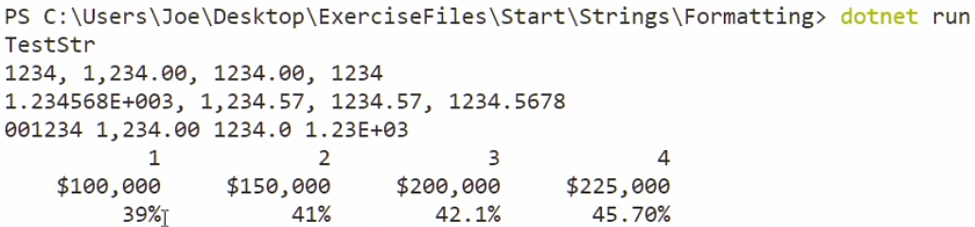 PS C:\Users\Joe\Desktop\ExerciseFiles\Start\Strings\Formatting> dotnet run
TestStr
1234, 1,234.00, 1234.00, 1234
1.234568E+003, 1,234.57, 1234.57, 1234.5678
001234 1,234.00 1234.0 1.23E+03
1 2 3 4
$100,000 $150,000 $200,000 $225,000
39% 41% 42.1% 45.70%